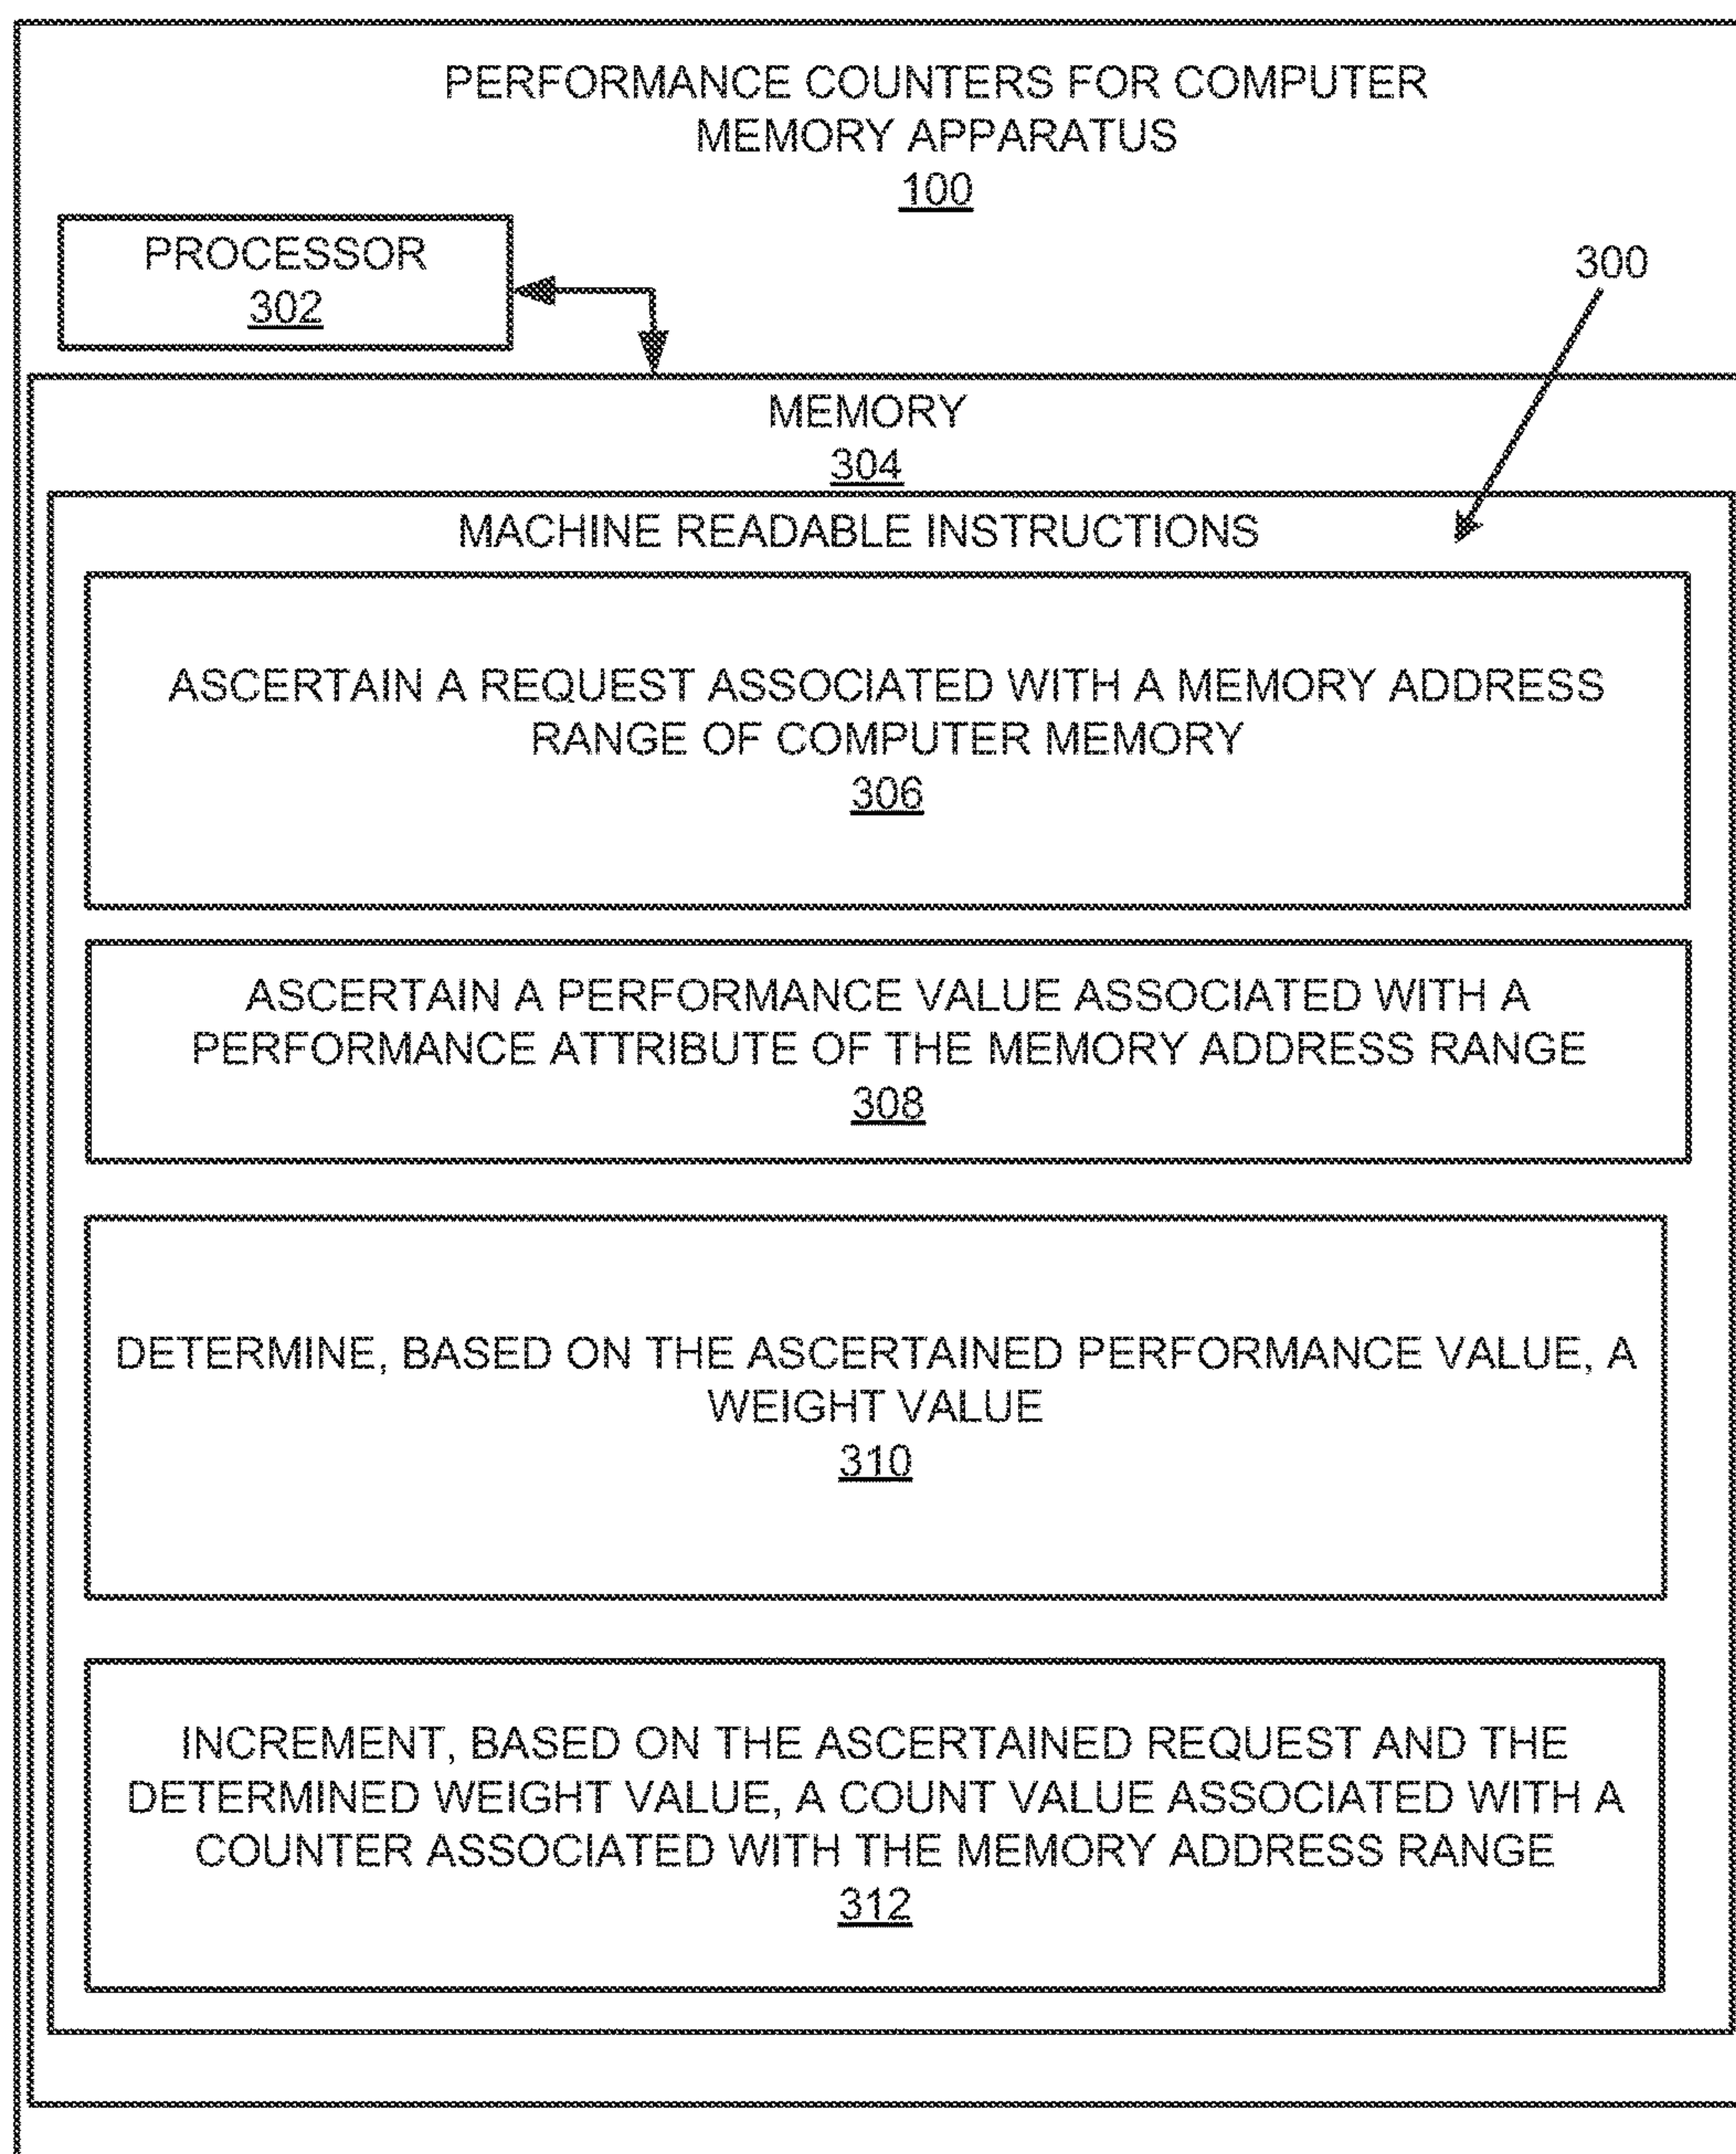 PERFORMANCE COUNTERS FOR COMPUTER
MEMORY APPARATUS
100
PROCESSOR
302
300
MEMORY
304
MACHINE READABLE INSTRUCTIONS
ASCERTAIN A REQUEST ASSOCIATED WITH A MEMORY ADDRESS
RANGE OF COMPUTER MEMORY
306
ASCERTAIN A PERFORMANCE VALUE ASSOCIATED WITH A
PERFORMANCE ATTRIBUTE OF THE MEMORY ADDRESS RANGE
308
DETERMINE, BASED ON THE ASCERTAINED PERFORMANCE VALUE, A
WEIGHT VALUE
310
INCREMENT, BASED ON THE ASCERTAINED REQUEST AND THE
DETERMINED WEIGHT VALUE, A COUNT VALUE ASSOCIATED WITH A
COUNTER ASSOCIATED WITH THE MEMORY ADDRESS RANGE
312